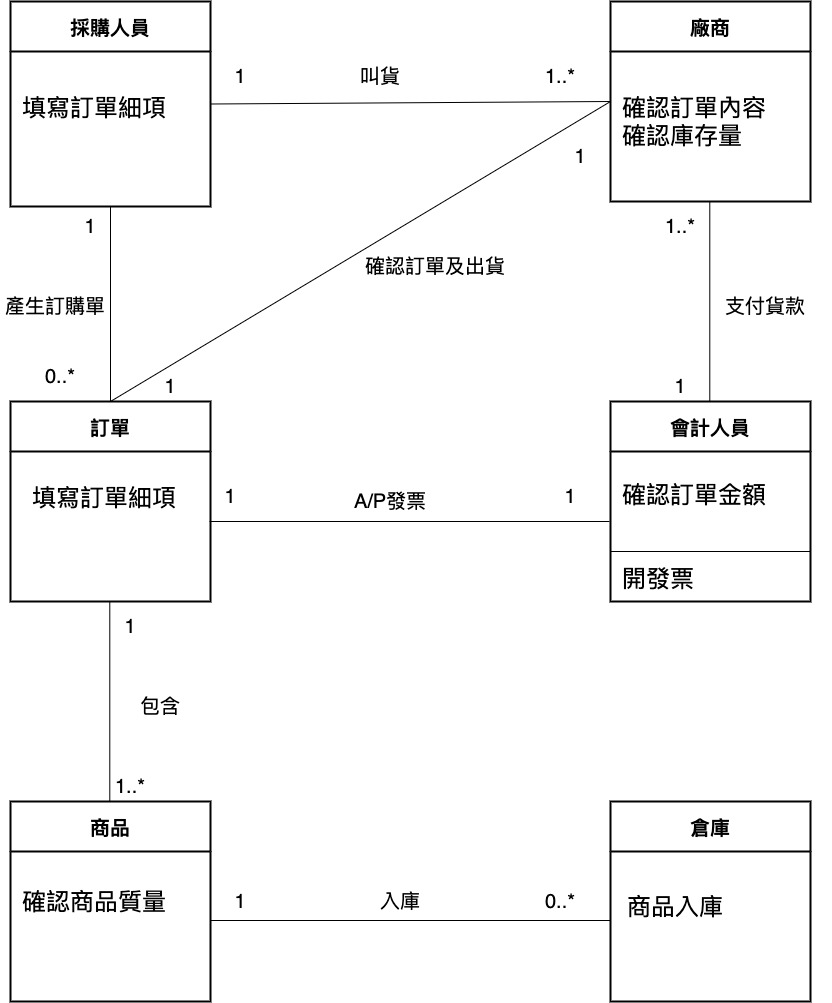 採購人員
廠商
填寫訂單細項
1
叫貨
1..*
確認訂單內容
確認庫存量
1
1
1..*
確認訂單及出貨
產生訂購單
支付貨款
0..*
1
1
訂單
會計人員
填寫訂單細項
1
A/P發票
1
確認訂單金額
開發票
1
包含
1..*
商品
倉庫
確認商品質量
1
入庫
0..*
商品入庫